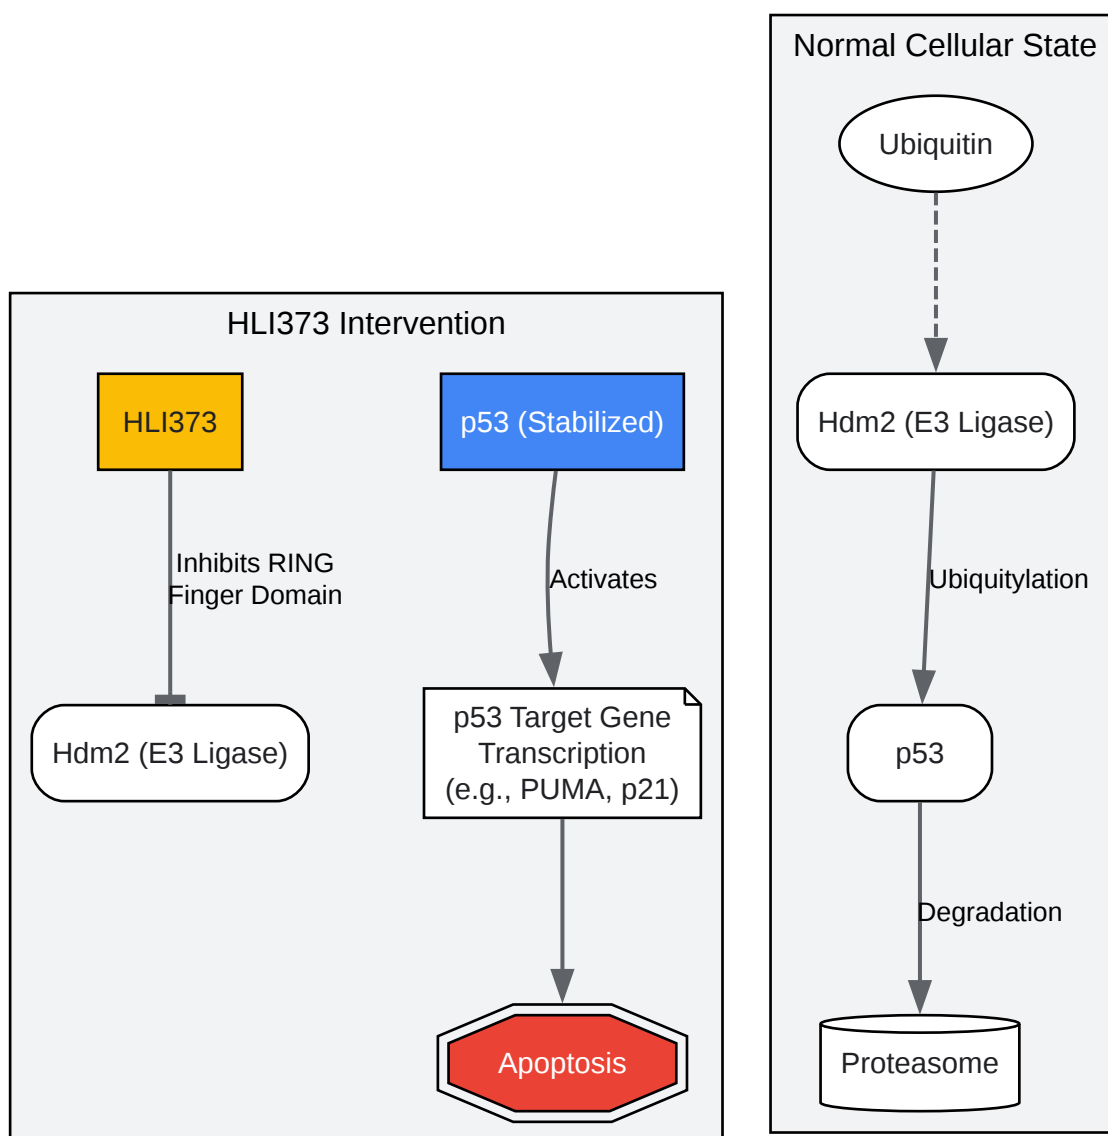 Normal Cellular State
Ubiquitin
Hdm2 (E3 Ligase)
Ubiquitylation
p53
Degradation
Proteasome
HLI373 Intervention
HLI373
Inhibits RING
Finger Domain
Hdm2 (E3 Ligase)
p53 (Stabilized)
Activates
p53 Target Gene
Transcription
(e.g., PUMA, p21)
Apoptosis